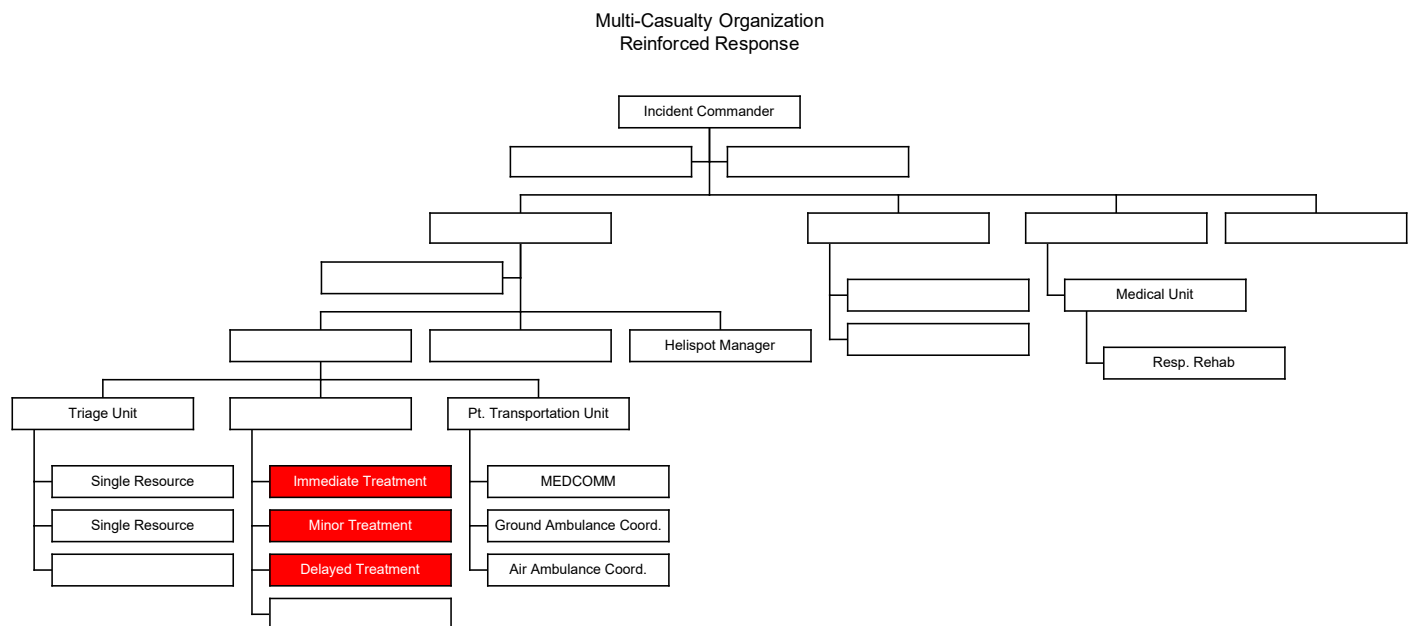 Multi-Casualty Organization
Reinforced Response
Incident Commander
Medical Unit
Helispot Manager
Resp. Rehab
Triage Unit
Pt. Transportation Unit
Single Resource
Immediate Treatment
MEDCOMM
Single Resource
Minor Treatment
Ground Ambulance Coord.
Delayed Treatment
Air Ambulance Coord.